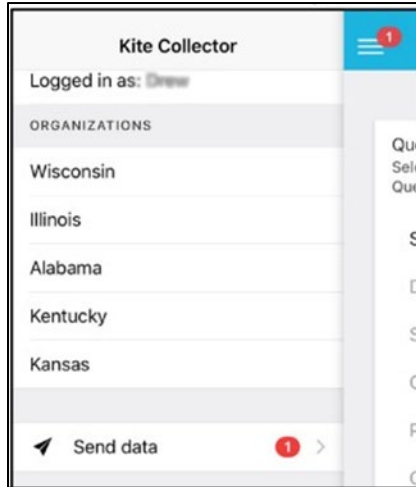 Kite Collector
1
Logged in as:
ORGANIZATIONS
Wisconsin
Illinois
Alabama
Kentucky
Kansas
Send data 1